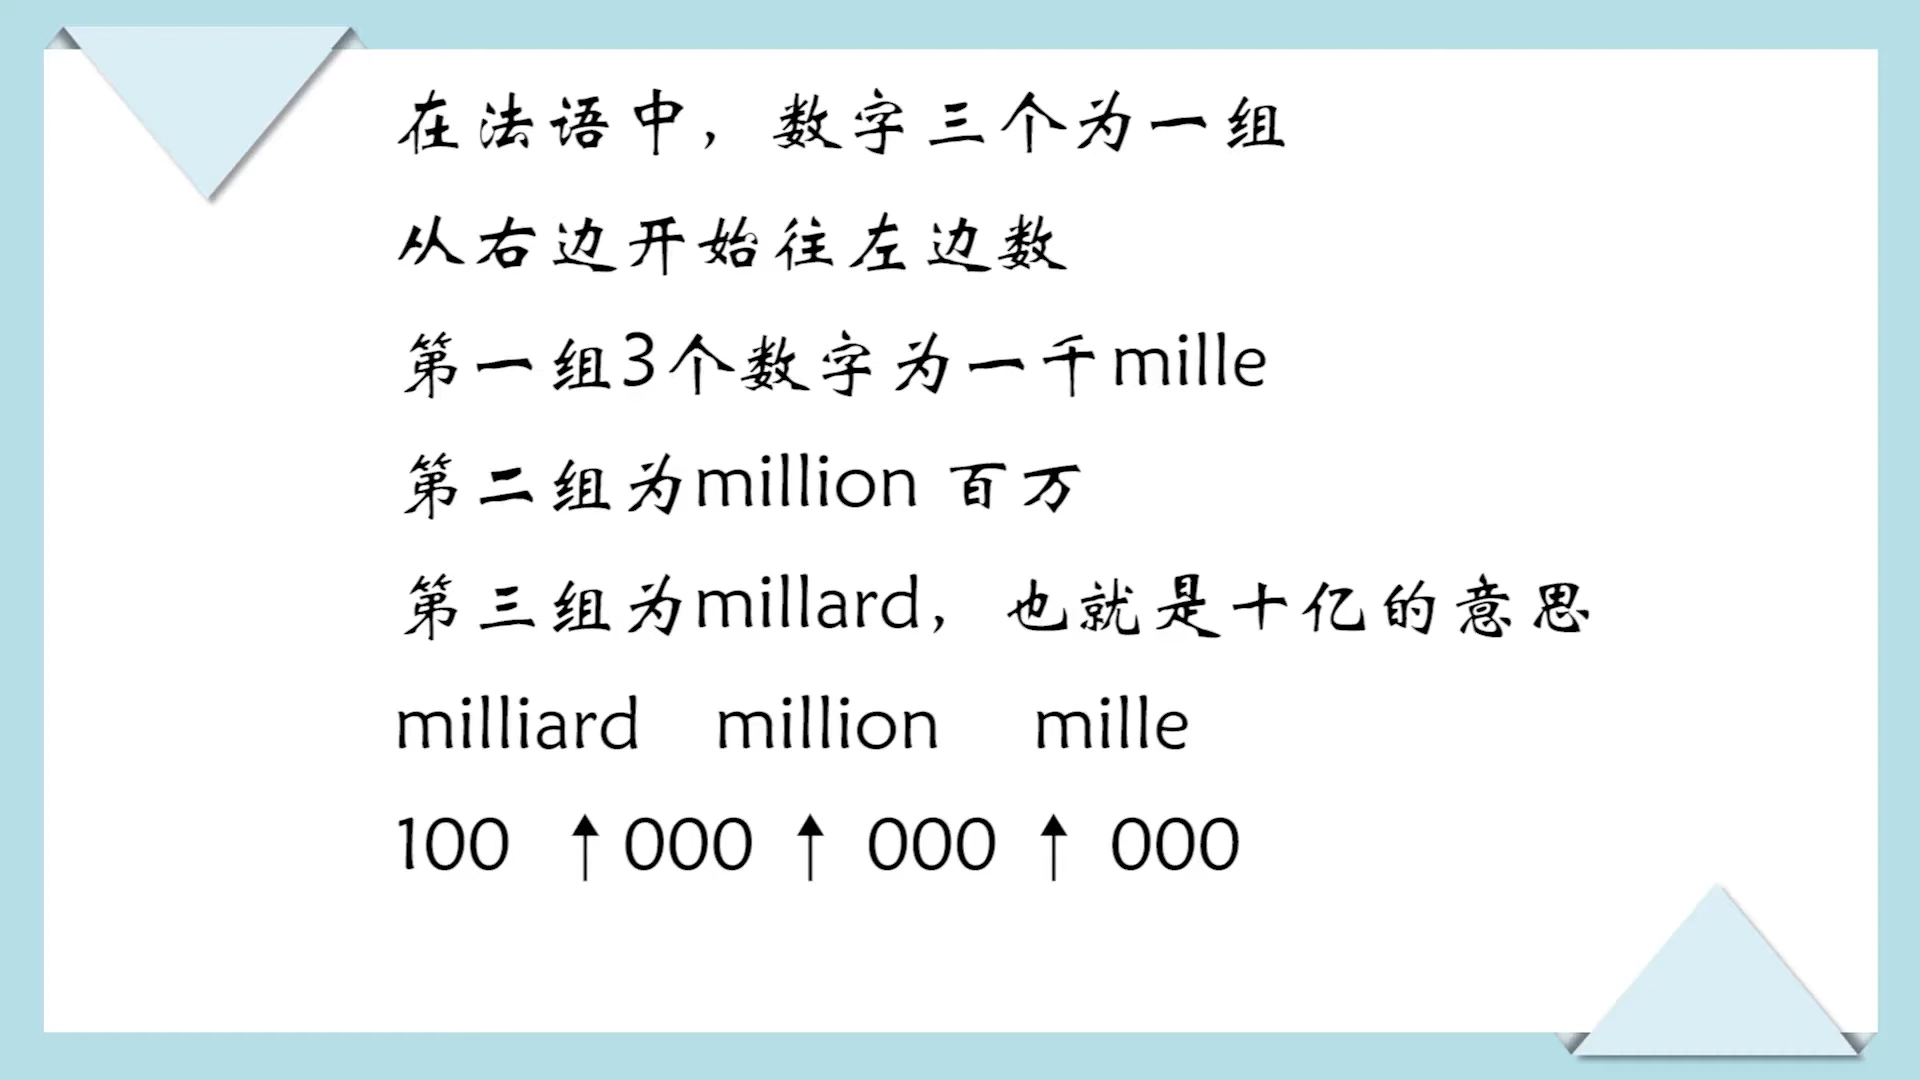 在法语中，数字三个为一组
从右边开始往左边数
第一组3个数字为一千mille
第二组为million 百万
第三组为millard，也就是十亿的意思
milliard million mille
100 ↑000 ↑ 000 ↑ 000